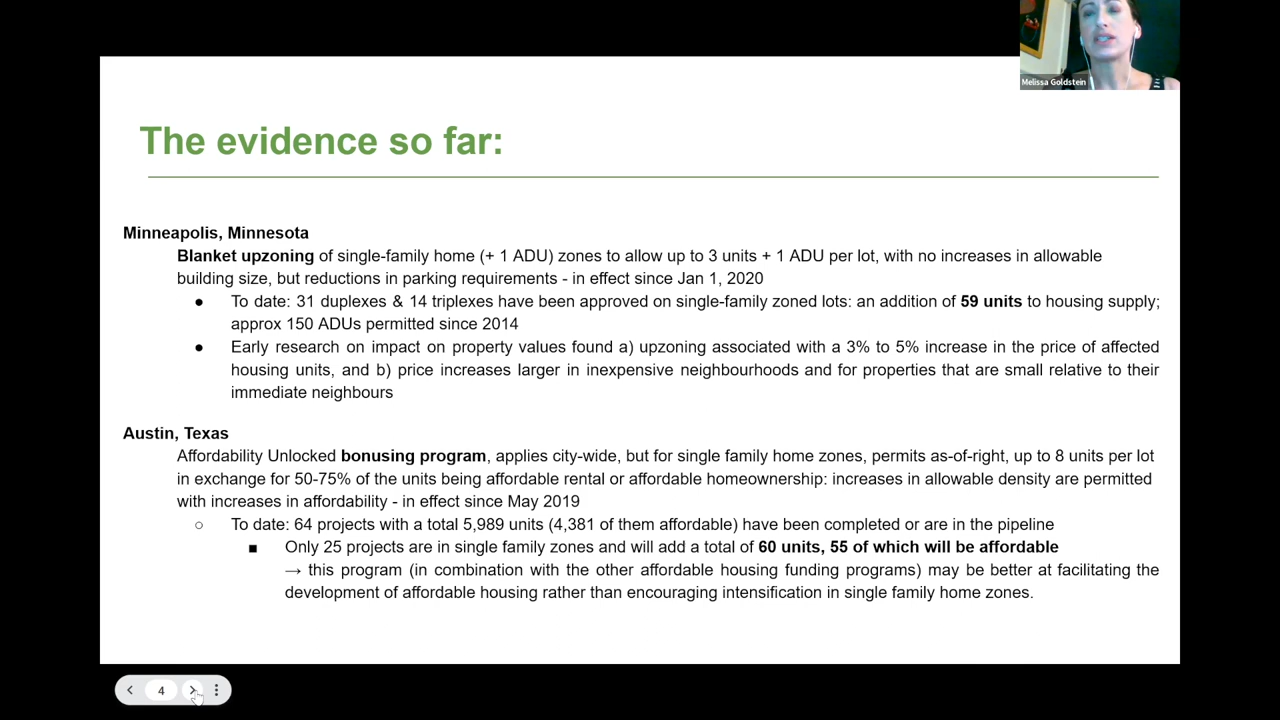 Melissa Goldstein
The evidence so far:
Minneapolis, Minnesota
Blanket upzoning of single-family home (+ 1 ADU) zones to allow up to 3 units + 1 ADU per lot, with no increases in allowable
building size, but reductions in parking requirements - in effect since Jan 1, 2020
● To date: 31 duplexes & 14 triplexes have been approved on single-family zoned lots: an addition of 59 units to housing supply;
approx 150 ADUs permitted since 2014
● Early research on impact on property values found a) upzoning associated with a 3% to 5% increase in the price of affected
housing units, and b) price increases larger in inexpensive neighbourhoods and for properties that are small relative to their
immediate neighbours
Austin, Texas
Affordability Unlocked bonusing program, applies city-wide, but for single family home zones, permits as-of-right, up to 8 units per lot
in exchange for 50-75% of the units being affordable rental or affordable homeownership: increases in allowable density are permitted
with increases in affordability - in effect since May 2019
○ To date: 64 projects with a total 5,989 units (4,381 of them affordable) have been completed or are in the pipeline
■ Only 25 projects are in single family zones and will add a total of 60 units, 55 of which will be affordable
→ this program (in combination with the other affordable housing funding programs) may be better at facilitating the
development of affordable housing rather than encouraging intensification in single family home zones.
4